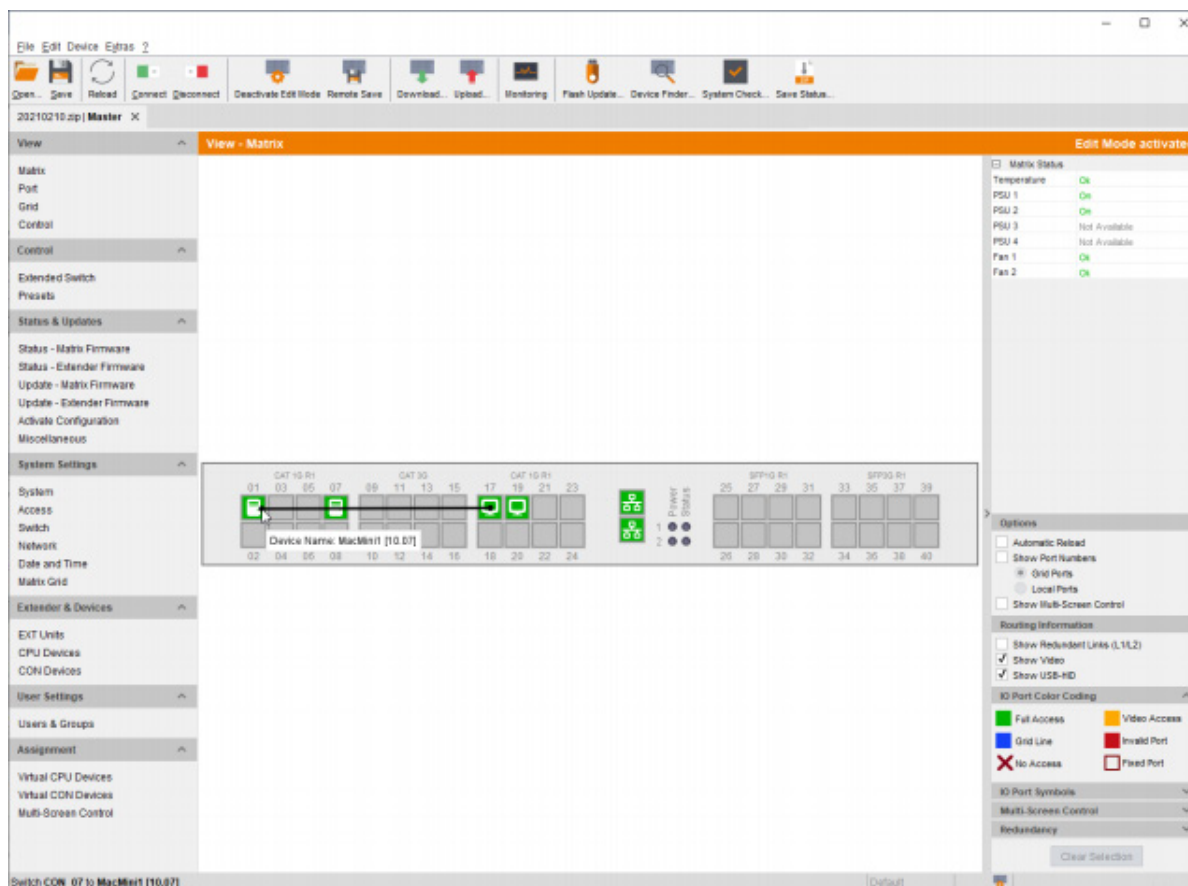 File Edit Device Extras ?
Open... Save Reload Connect Disconnect Deactivate Edit Mode Remote Save Download... Upload... Monitoring Flash Update... Device Finder... System Check... Save Status...
20210210.zip | Master X
View
Matrix
Port
Grid
Control
Control
Extended Switch
Presets
Status & Updates
Status - Matrix Firmware
Status - Extender Firmware
Update - Matrix Firmware
Update - Extender Firmware
Activate Configuration
Miscellaneous
System Settings
System
Access
Switch
Network
Date and Time
Matrix Grid
Extender & Devices
EXT Units
CPU Devices
CON Devices
User Settings
Users & Groups
Assignment
Virtual CPU Devices
Virtual CON Devices
Multi-Screen Control
View - Matrix
Edit Mode activate
CAT 1G R1 CAT 3G CAT 1G R1 SFP1G R1 SFP3G R1
01 03 05 07 09 11 13 15 17 19 21 23 25 27 29 31 33 35 37 39
Power
Status
1
2
Device Name: MacMini1 [10.07]
02 04 06 08 10 12 14 16 18 20 22 24 26 28 30 32 34 36 38 40
Matrix Status
Temperature Ok
PSU 1 On
PSU 2 On
PSU 3 Not Available
PSU 4 Not Available
Fan 1 Ok
Fan 2 Ok
Options
Automatic Reload
Show Port Numbers
Grid Ports
Local Ports
Show Multi-Screen Control
Routing Information
Show Redundant Links (L1/L2)
Show Video
Show USB-HID
IO Port Color Coding
Full Access Video Access
Grid Line Invalid Port
No Access Fixed Port
IO Port Symbols
Multi-Screen Control
Redundancy
Clear Selection
Switch CON_07 to MacMini1 [10.07]
Default